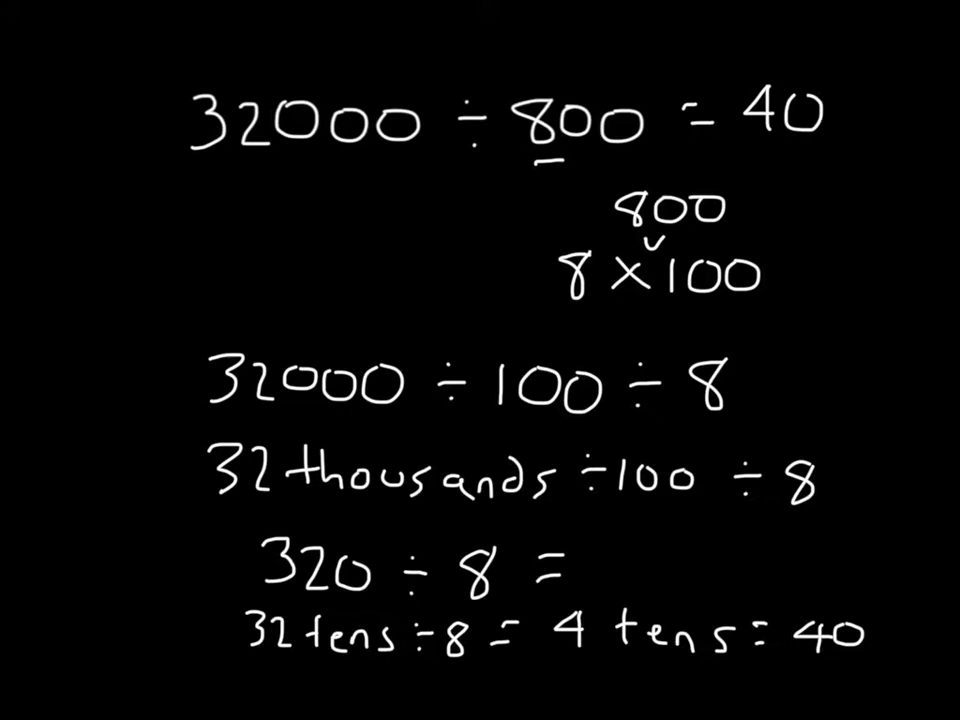 32000 ÷ 800 = 40
800
8 × 100
32000 ÷ 100 ÷ 8
32 thousands ÷ 100 ÷ 8
320 ÷ 8 =
32 tens ÷ 8 = 4 tens = 40